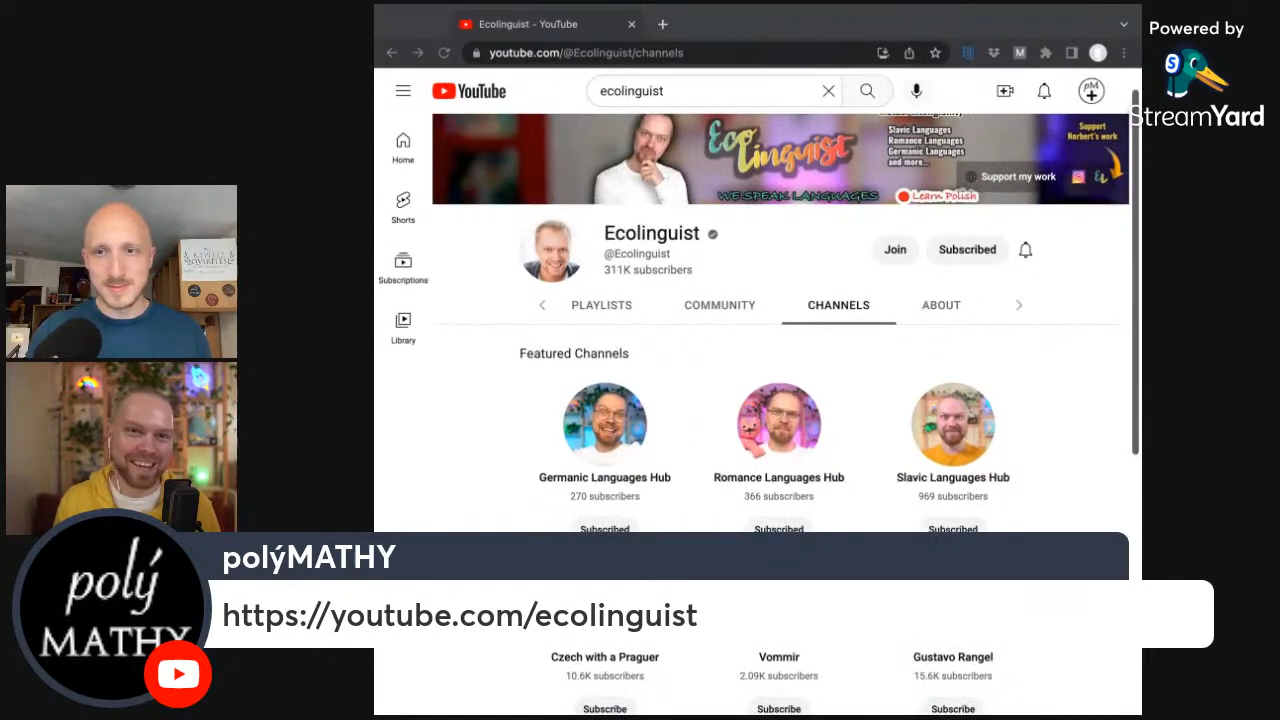 Ecolinguist - YouTube
youtube.com/@Ecolinguist/channels
M
Powered by
S
StreamYard
YouTube
ecolinguist
pM
Home
Shorts
Subscriptions
Library
Eco
Linguist
WE SPEAK LANGUAGES
Slavic Languages
Romance Languages
Germanic Languages
and more...
Support
Norbert's work
Support my work
Learn Polish
Ecolinguist
@Ecolinguist
311K subscribers
Join
Subscribed
PLAYLISTS
COMMUNITY
CHANNELS
ABOUT
Featured Channels
Germanic Languages Hub
270 subscribers
Subscribed
Romance Languages Hub
366 subscribers
Subscribed
Slavic Languages Hub
969 subscribers
Subscribed
polýMATHY
https://youtube.com/ecolinguist
polý
MATHY
Czech with a Praguer
10.6K subscribers
Subscribe
Vommir
2.09K subscribers
Subscribe
Gustavo Rangel
15.6K subscribers
Subscribe